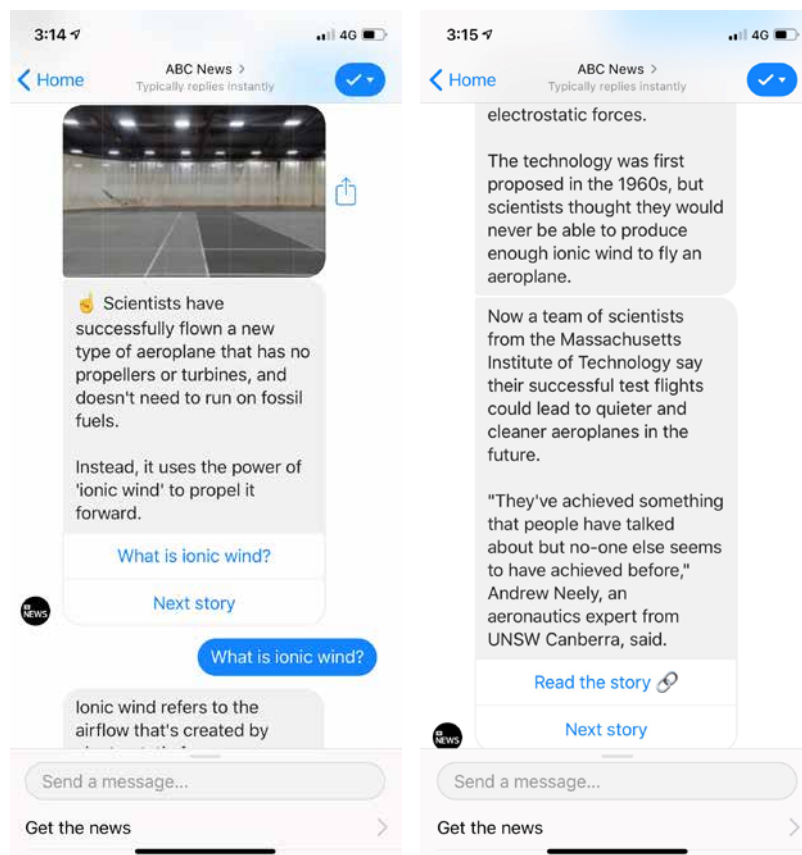 3:14
4G
Home
ABC News >
Typically replies instantly
Scientists have
successfully flown a new
type of aeroplane that has no
propellers or turbines, and
doesn't need to run on fossil
fuels.
Instead, it uses the power of
'ionic wind' to propel it
forward.
What is ionic wind?
Next story
NEWS
What is ionic wind?
Ionic wind refers to the
airflow that's created by
Send a message...
Get the news
3:15
4G
Home
ABC News >
Typically replies instantly
electrostatic forces.
The technology was first
proposed in the 1960s, but
scientists thought they would
never be able to produce
enough ionic wind to fly an
aeroplane.
Now a team of scientists
from the Massachusetts
Institute of Technology say
their successful test flights
could lead to quieter and
cleaner aeroplanes in the
future.
"They've achieved something
that people have talked
about but no-one else seems
to have achieved before,"
Andrew Neely, an
aeronautics expert from
UNSW Canberra, said.
Read the story
Next story
NEWS
Send a message...
Get the news